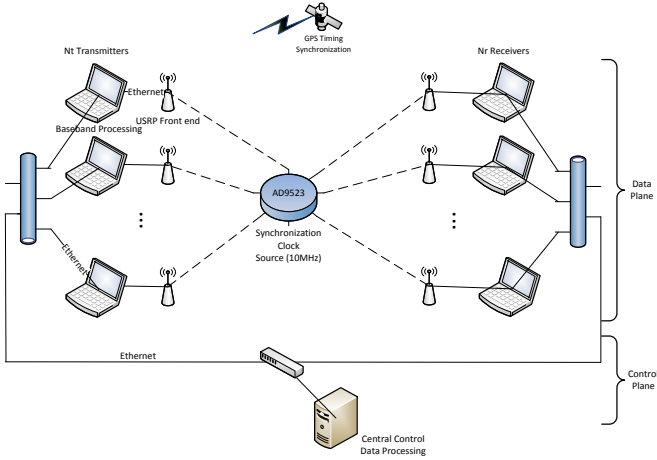 GPS Timing
Synchronization
Nt Transmitters
Nr Receivers
Ethernet
USRP Front end
Baseband Processing
AD9523
Synchronization
Clock
Source (10MHz)
Data
Plane
Ethernet
Ethernet
Control
Plane
Central Control
Data Processing